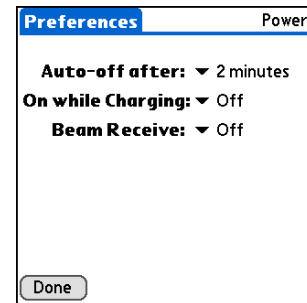 Preferences Power
Auto-off after: 2 minutes
On while Charging: Off
Beam Receive: Off
Done